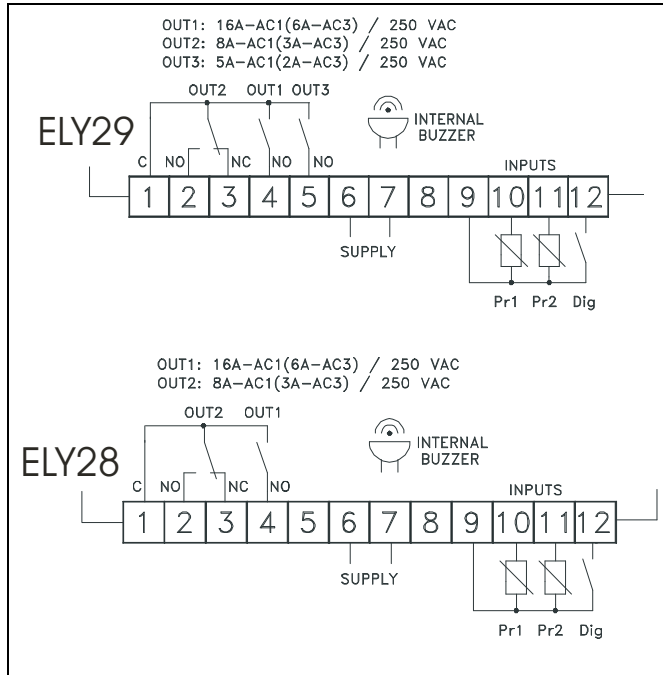 OUT1: 16A-AC1(6A-AC3) / 250 VAC
OUT2: 8A-AC1(3A-AC3) / 250 VAC
OUT3: 5A-AC1(2A-AC3) / 250 VAC
OUT2 OUT1 OUT3
ELY29
INTERNAL
BUZZER
C NO NC NO NO
INPUTS
1 2 3 4 5 6 7 8 9 10 11 12
SUPPLY
Pr1 Pr2 Dig
OUT1: 16A-AC1(6A-AC3) / 250 VAC
OUT2: 8A-AC1(3A-AC3) / 250 VAC
OUT2 OUT1
ELY28
INTERNAL
BUZZER
C NO NC NO
INPUTS
1 2 3 4 5 6 7 8 9 10 11 12
SUPPLY
Pr1 Pr2 Dig